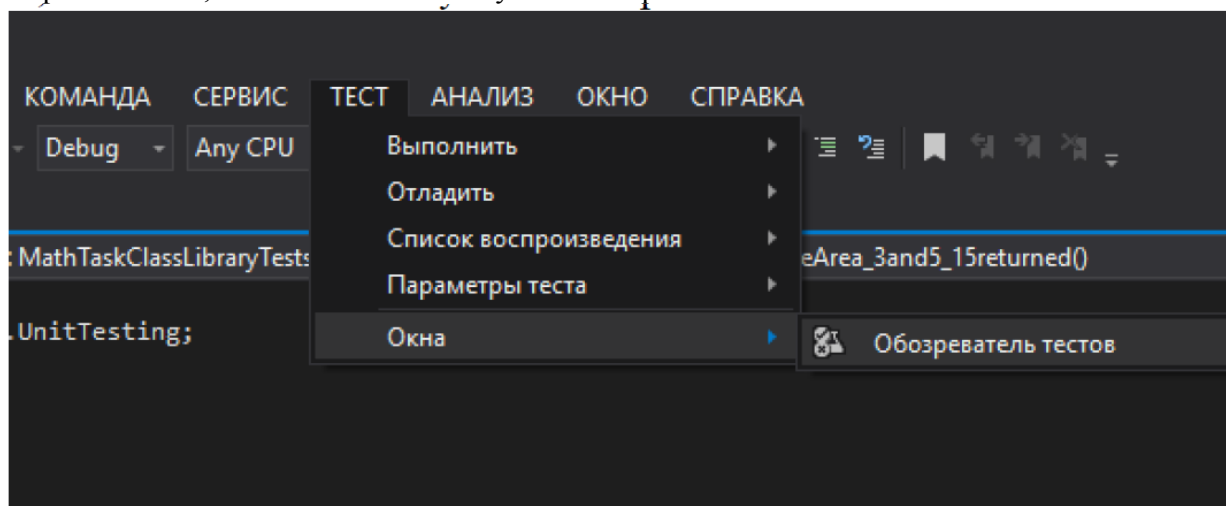 КОМАНДА СЕРВИС ТЕСТ АНАЛИЗ ОКНО СПРАВКА
Debug Any CPU
Выполнить
Отладить
Список воспроизведения
MathTaskClassLibraryTests eArea_3and5_15returned()
Параметры теста
.UnitTesting;
Окна
Обозреватель тестов